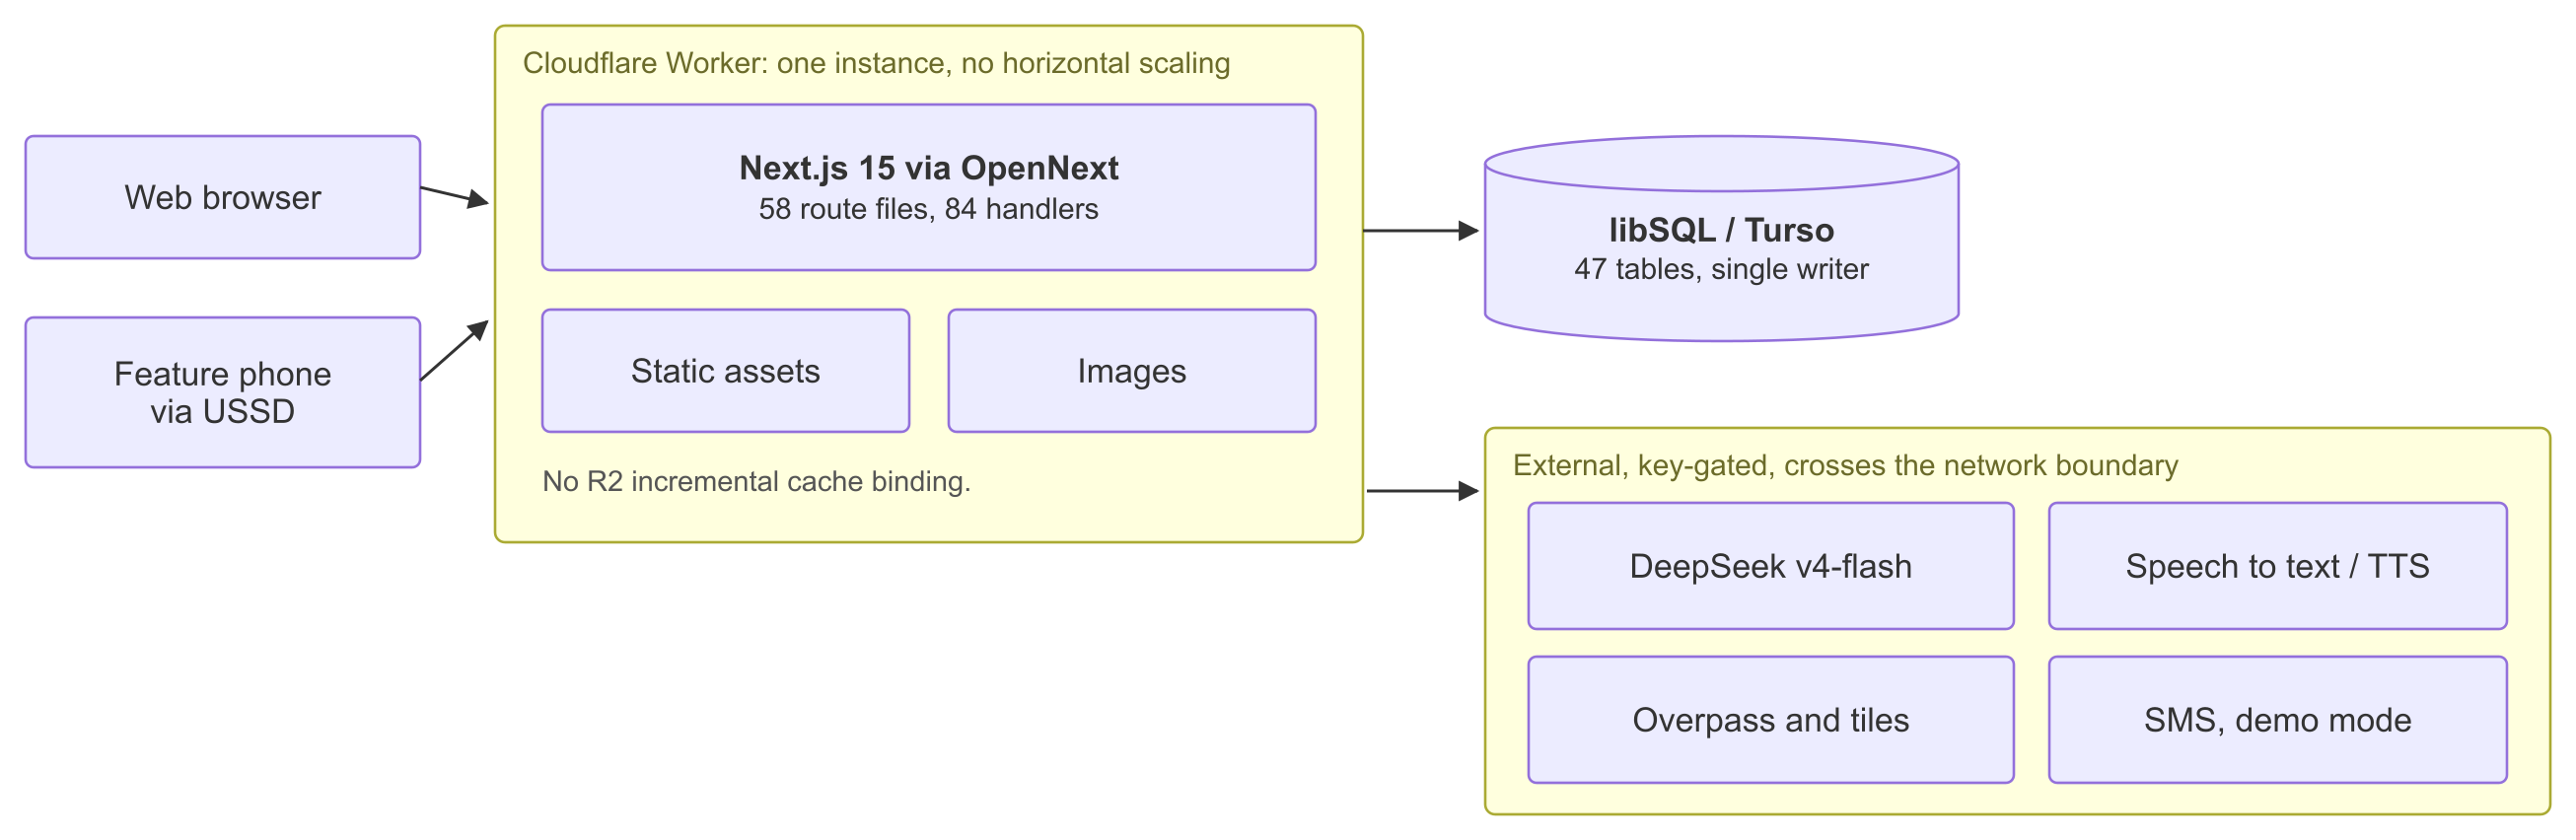 Cloudflare Worker: one instance, no horizontal scaling
Web browser
Feature phone
via USSD
Next.js 15 via OpenNext
58 route files, 84 handlers
Static assets
Images
No R2 incremental cache binding.
libSQL / Turso
47 tables, single writer
External, key-gated, crosses the network boundary
DeepSeek v4-flash
Speech to text / TTS
Overpass and tiles
SMS, demo mode